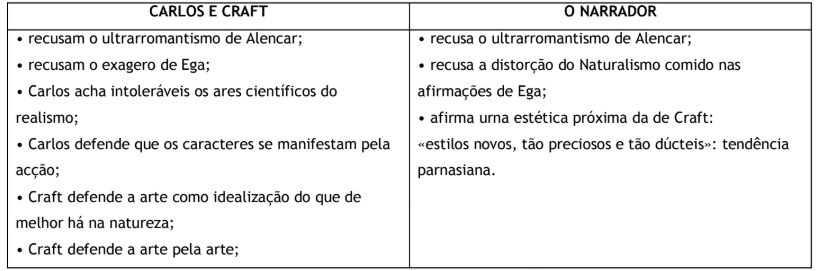 CARLOS E CRAFT
• recusam o ultrarromantismo de Alencar;
• recusam o exagero de Ega;
• Carlos acha intoleráveis os ares científicos do
realismo;
• Carlos defende que os caracteres se manifestam pela
acção;
• Craft defende a arte como idealização do que de
melhor há na natureza;
• Craft defende a arte pela arte;
O NARRADOR
• recusa o ultrarromantismo de Alencar;
• recusa a distorção do Naturalismo comido nas
afirmações de Ega;
• afirma urna estética próxima da de Craft:
«estilos novos, tão preciosos e tão dúcteis»: tendência
parnasiana.